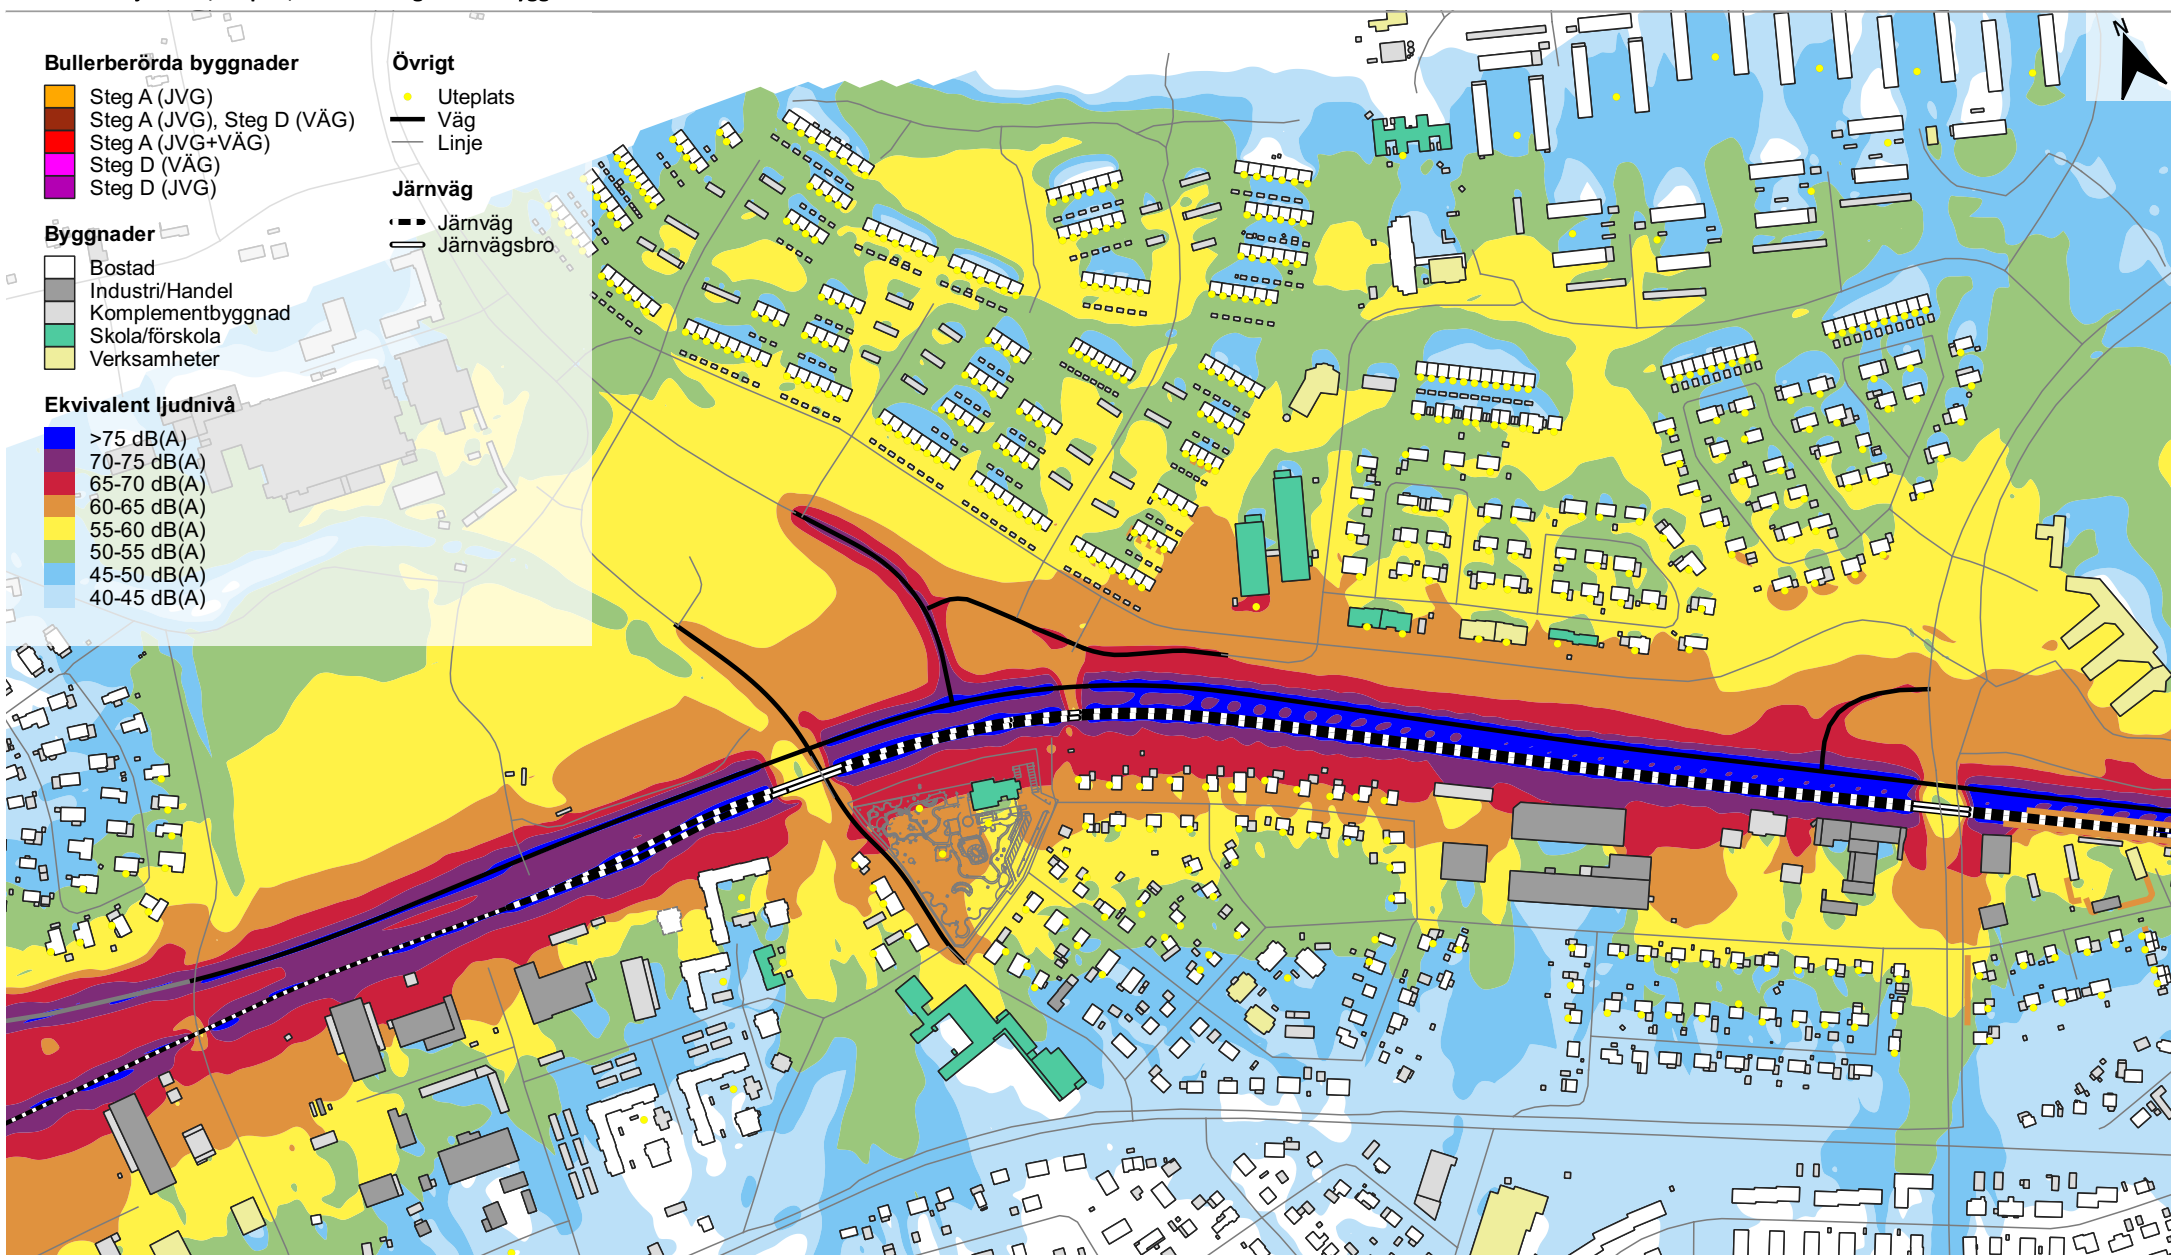 Bullerberörda byggnader
Steg A (JVG)
Steg A (JVG), Steg D (VÄG)
Steg A (JVG+VÄG)
Steg D (VÄG)
Steg D (JVG)
Byggnader
Bostad
Industri/Handel
Komplementbyggnad
Skola/förskola
Verksamheter
Ekvivalent ljudnivå
>75 dB(A)
70-75 dB(A)
65-70 dB(A)
60-65 dB(A)
55-60 dB(A)
50-55 dB(A)
45-50 dB(A)
40-45 dB(A)
Övrigt
Uteplats
Väg
Linje
Järnväg
Järnväg
Järnvägsbro
N